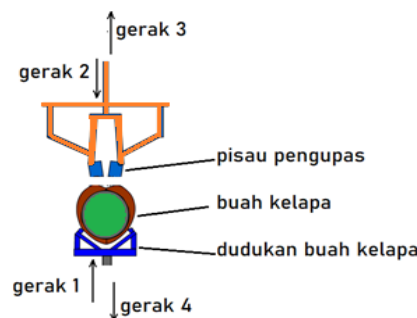 gerak 3
gerak 2
pisau pengupas
buah kelapa
dudukan buah kelapa
gerak 1
gerak 4